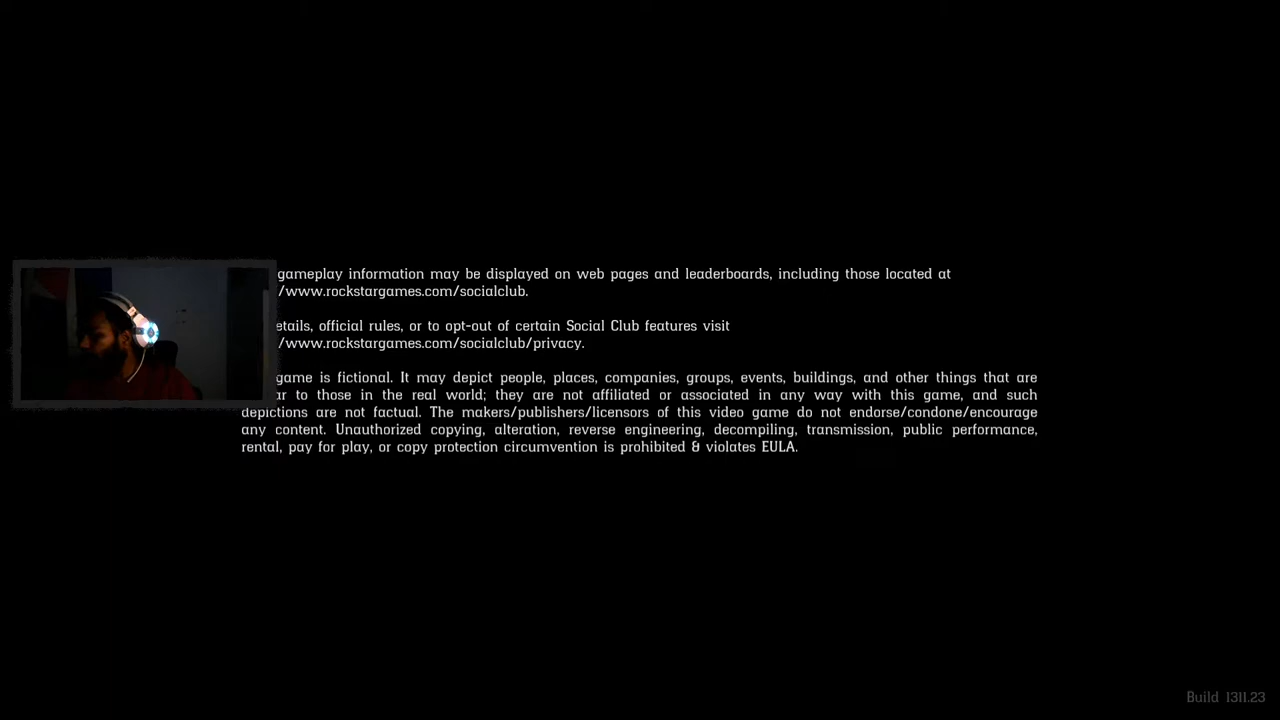 gameplay information may be displayed on web pages and leaderboards, including those located at
/www.rockstargames.com/socialclub.
etails, official rules, or to opt-out of certain Social Club features visit
/www.rockstargames.com/socialclub/privacy.
game is fictional. It may depict people, places, companies, groups, events, buildings, and other things that are
ar to those in the real world; they are not affiliated or associated in any way with this game, and such
depictions are not factual. The makers/publishers/licensors of this video game do not endorse/condone/encourage
any content. Unauthorized copying, alteration, reverse engineering, decompiling, transmission, public performance,
rental, pay for play, or copy protection circumvention is prohibited & violates EULA.
Build 1311.23